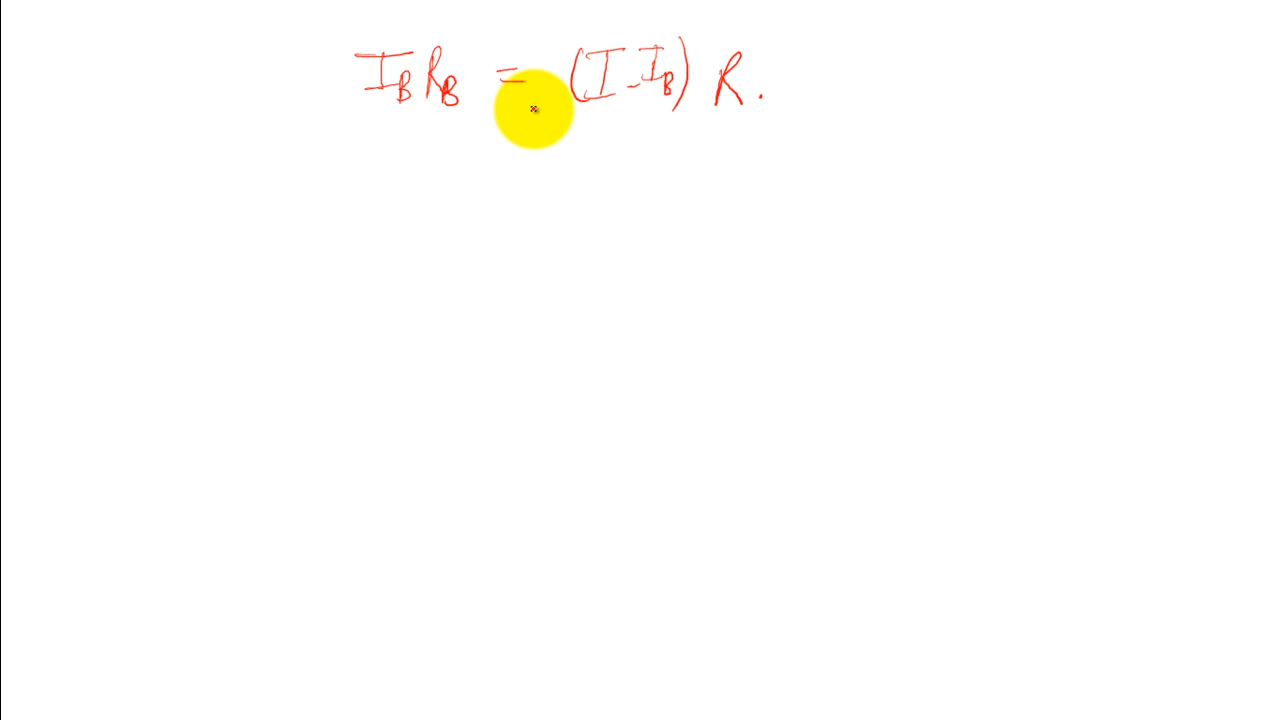 I_B R_B = (I - I_B) R.